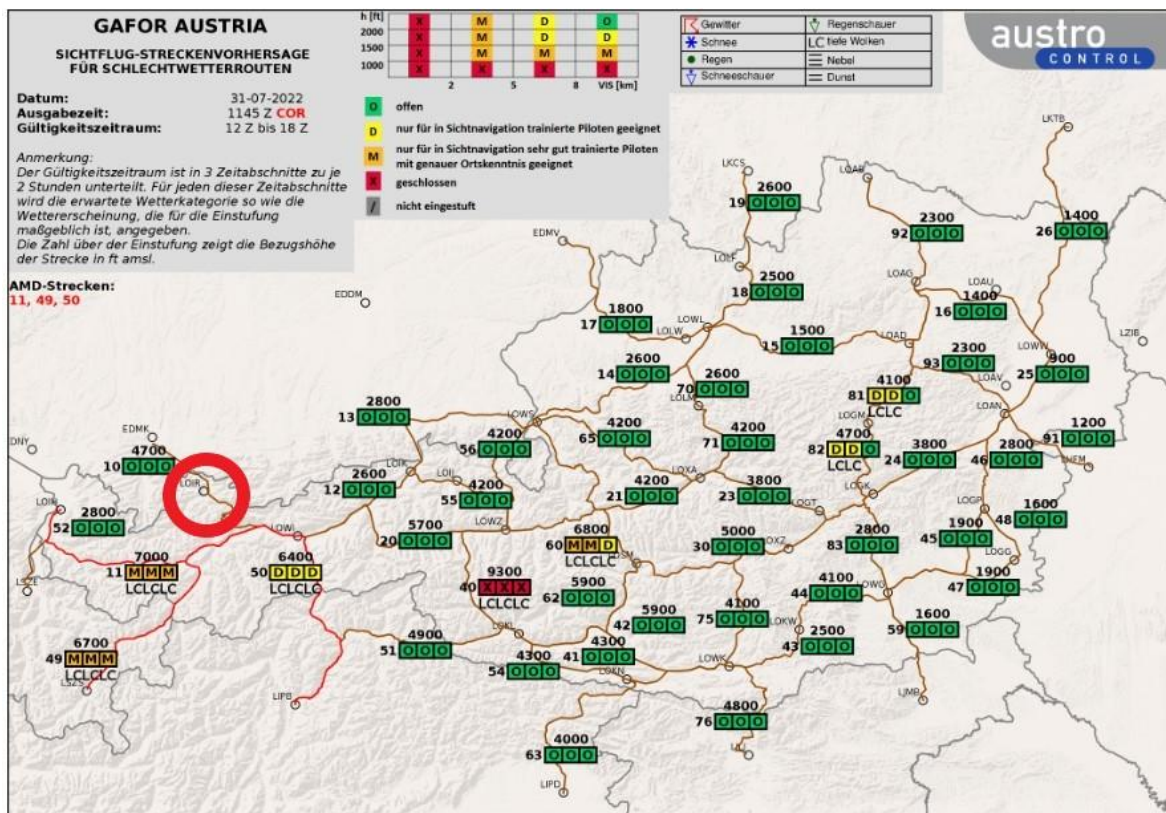 GAFOR AUSTRIA
SICHTFLUG-STRECKENVORHERSAGE
FÜR SCHLECHTWETTERROUTEN
Datum: 31-07-2022
Ausgabezeit: 1145 Z COR
Gültigkeitszeitraum: 12 Z bis 18 Z
Anmerkung:
Der Gültigkeitszeitraum ist in 3 Zeitabschnitte zu je
2 Stunden unterteilt. Für jeden dieser Zeitabschnitte
wird die erwartete Wetterkategorie so wie die
Wettererscheinung, die für die Einstufung
maßgeblich ist, angegeben.
Die Zahl über der Einstufung zeigt die Bezugshöhe
der Strecke in ft amsl.
AMD-Strecken:
11, 49, 50
h [ft]
X M D O
2000
X M D D
1500
X M M M
1000
X X X X
2 5 8 VIS [km]
O offen
D nur für in Sichtnavigation trainierte Piloten geeignet
M nur für in Sichtnavigation sehr gut trainierte Piloten
mit genauer Ortskenntnis geeignet
X geschlossen
/ nicht eingestuft
Gewitter Regenschauer
Schnee LC tiefe Wolken
Regen Nebel
Schneeschauer Dunst
austro
CONTROL
LKTB
LKCS
2600
19 O O O
2300
92 O O O
1400
26 O O O
EDMV
LOLF
EDDM
2500
18 O O O
LOAG
LOAU
1400
16 O O O
1800
17 O O O
LOLW
LOWL
1500
15 O O O
LOAD
LZIB
2300
93 O O O
LOWW
900
25 O O O
2600
14 O O O
2600
70 O O O
LOLM
4100
81 D D O
LCLC
LOAV
2800
13 O O O
LOWS
LOGM
LOAN
EDMK
4700
10 O O O
4200
56 O O O
4200
65 O O O
4200
71 O O O
4700
82 D D O
LCLC
3800
24 O O O
2800
46 O O O
1200
91 O O O
LOIR
LOIK
LOIJ
2600
12 O O O
4200
55 O O O
4200
21 O O O
LOXA
3800
23 O O O
LOGT
LOGK
LOIH
2800
52 O O O
LOWI
5700
20 O O O
LOWZ
6800
60 M M D
LCLCLC
5000
30 O O O
LOXZ
2800
83 O O O
LOGP
1900
45 O O O
1600
48 O O O
LOGG
LSZE
7000
11 M M M
LCLCLC
6400
50 D D D
LCLCLC
9300
40 X X X
LCLCLC
5900
62 O O O
4100
44 O O O
LOWG
1900
47 O O O
5900
42 O O O
4100
75 O O O
LOKW
2500
43 O O O
1600
59 O O O
6700
49 M M M
LCLCLC
LSZS
4900
51 O O O
LOKL
4300
54 O O O
4300
41 O O O
LOKN
LOWK
LIPB
LJMB
4800
76 O O O
4000
63 O O O
LIPD